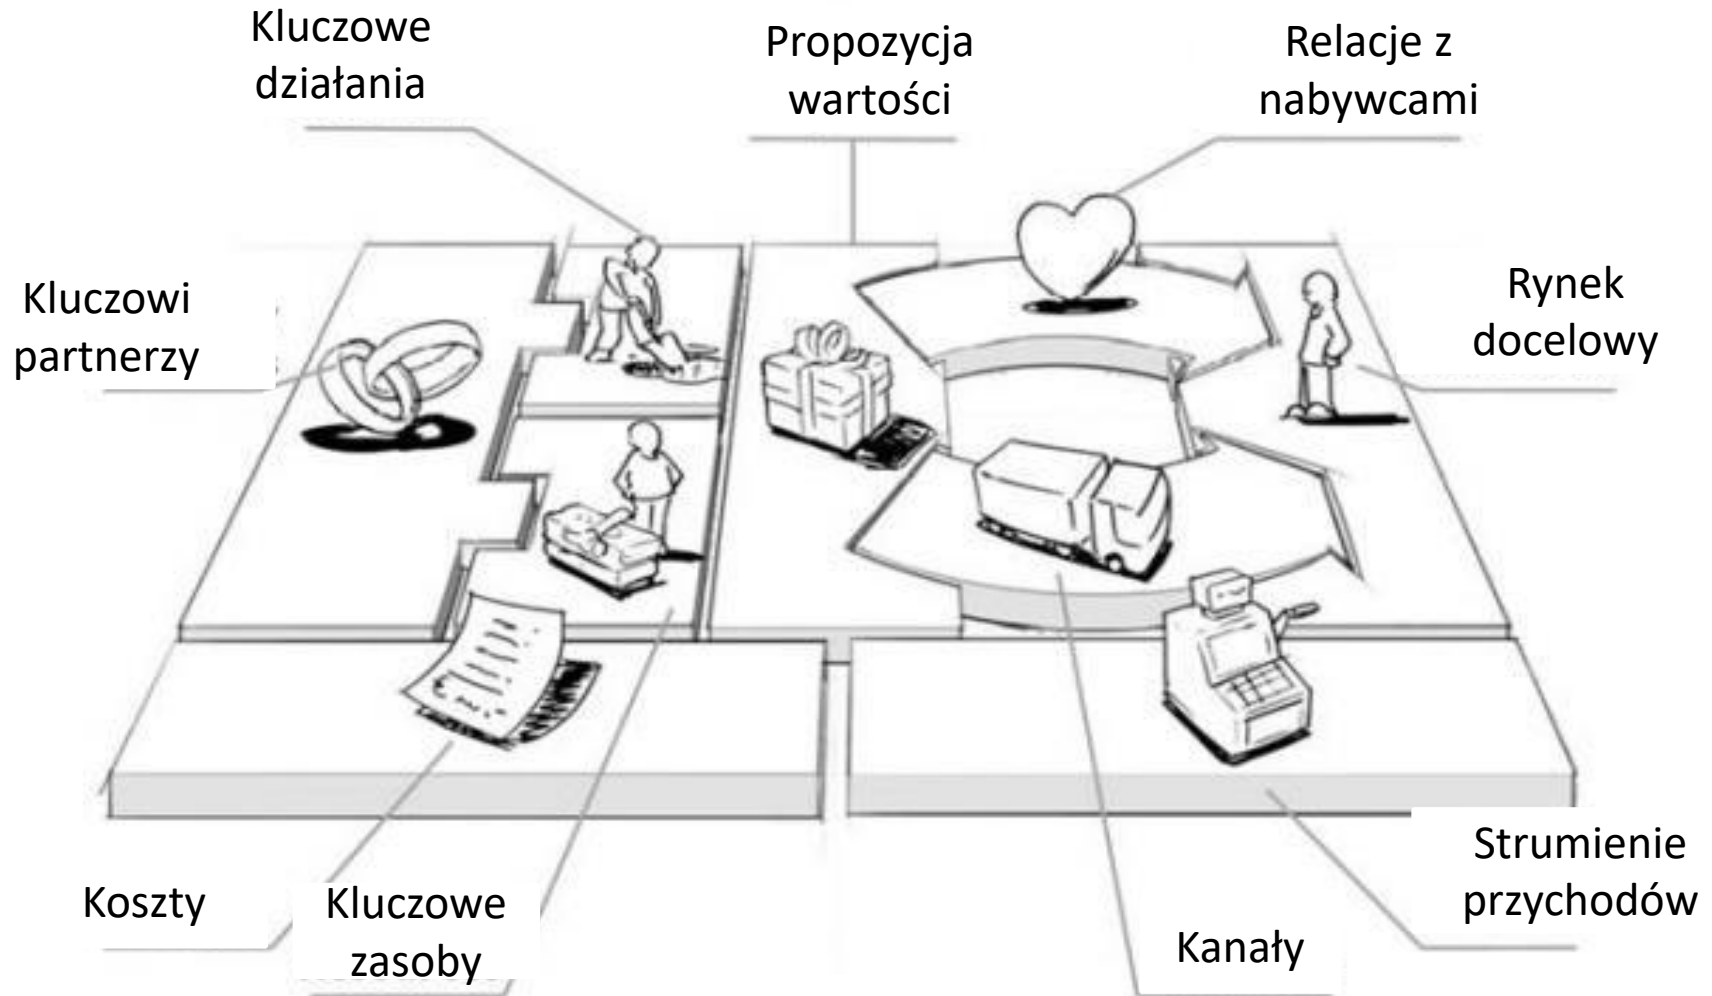 Kluczowe
działania
Propozycja
wartości
Relacje z
nabywcami
Kluczowi
partnerzy
Rynek
docelowy
Koszty
Kluczowe
zasoby
Kanały
Strumienie
przychodów